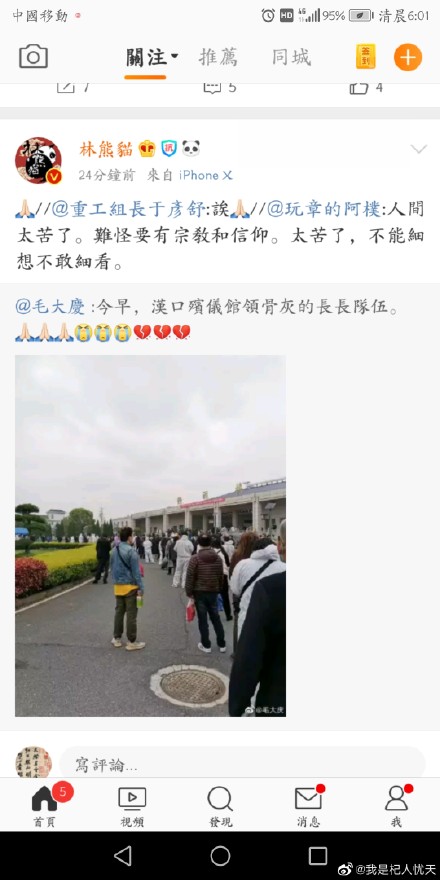 中國移動
HD 4G 95% 清晨6:01
關注 推薦 同城
7 5 4
林熊貓
24分鐘前 來自 iPhone X
//@重工組長于彥舒:誒//@玩章的阿樸:人間
太苦了。難怪要有宗教和信仰。太苦了，不能細
想不敢細看。
@毛大慶:今早，漢口殯儀館領骨灰的長長隊伍。
@毛大庆
寫評論...
5
首頁 視頻 發現 消息 我
@我是杞人忧天